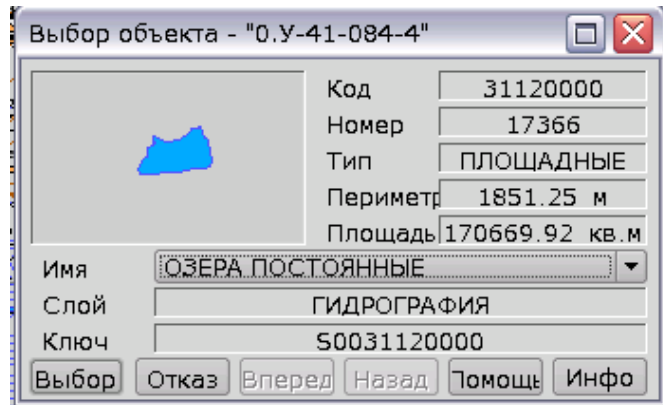 Выбор объекта - "0.У-41-084-4"
Код 31120000
Номер 17366
Тип ПЛОЩАДНЫЕ
Периметр 1851.25 м
Площадь 170669.92 кв.м
Имя ОЗЕРА ПОСТОЯННЫЕ
Слой ГИДРОГРАФИЯ
Ключ S0031120000
Выбор Отказ Вперед Назад Помощь Инфо